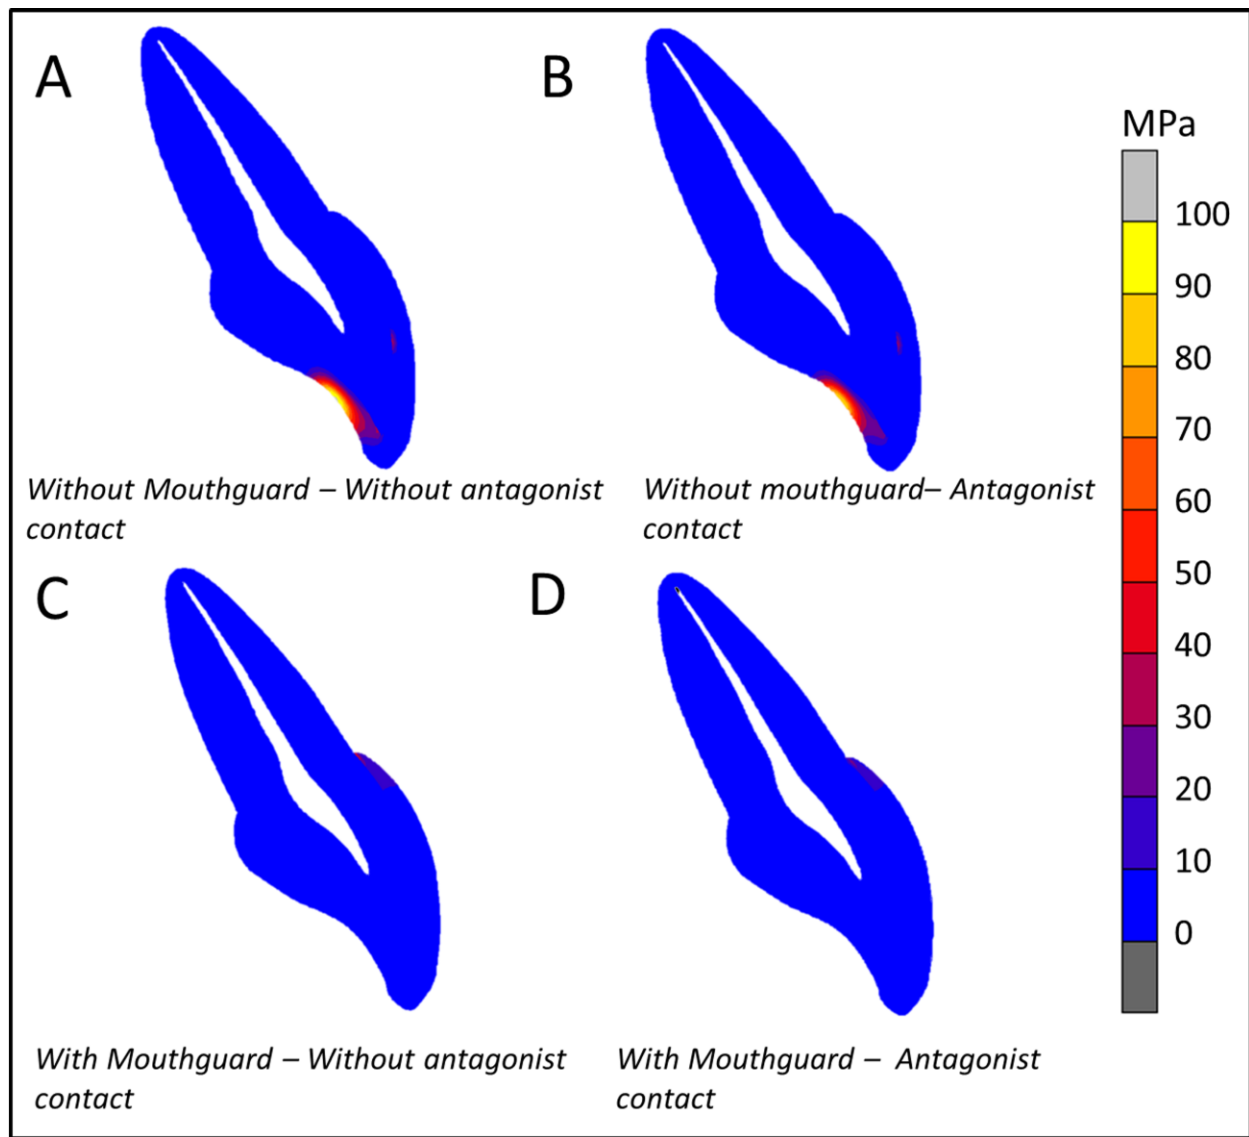 A
B
MPa
100
90
80
70
60
50
40
30
20
10
0
Without Mouthguard – Without antagonist
contact
Without mouthguard– Antagonist
contact
C
D
With Mouthguard – Without antagonist
contact
With Mouthguard – Antagonist
contact